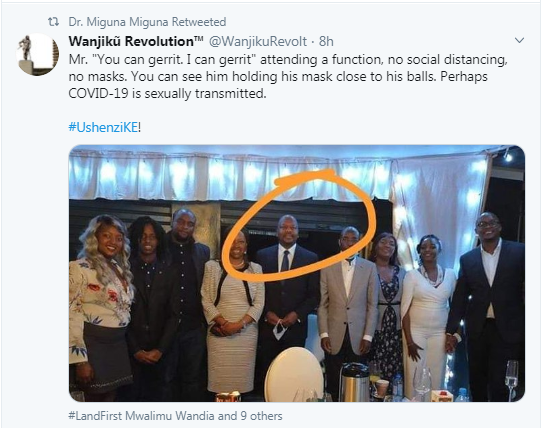 Dr. Miguna Miguna Retweeted
Wanjikũ Revolution™ @WanjikuRevolt · 8h
Mr. "You can gerrit. I can gerrit" attending a function, no social distancing,
no masks. You can see him holding his mask close to his balls. Perhaps
COVID-19 is sexually transmitted.
#UshenziKE!
#LandFirst Mwalimu Wandia and 9 others